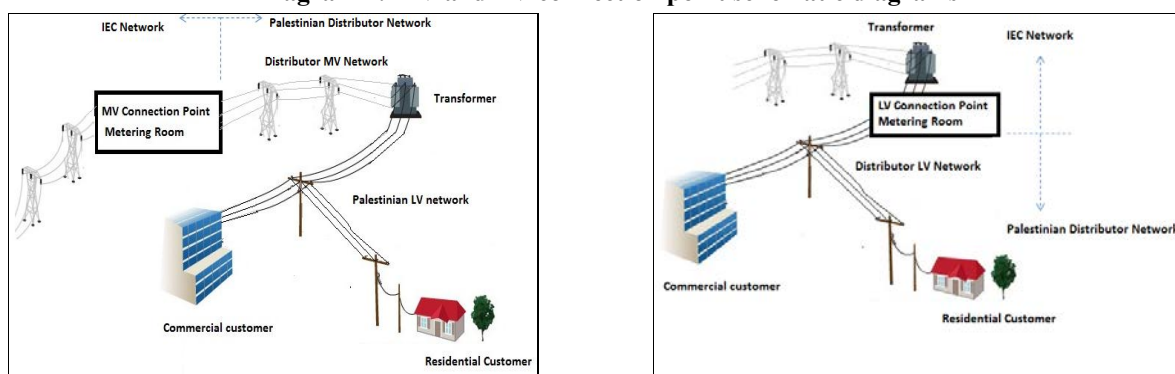 IEC Network
Palestinian Distributor Network
Distributor MV Network
Transformer
MV Connection Point
Metering Room
Palestinian LV network
Commercial customer
Residential Customer
Transformer
IEC Network
LV Connection Point
Metering Room
Distributor LV Network
Palestinian Distributor Network
Commercial customer
Residential Customer